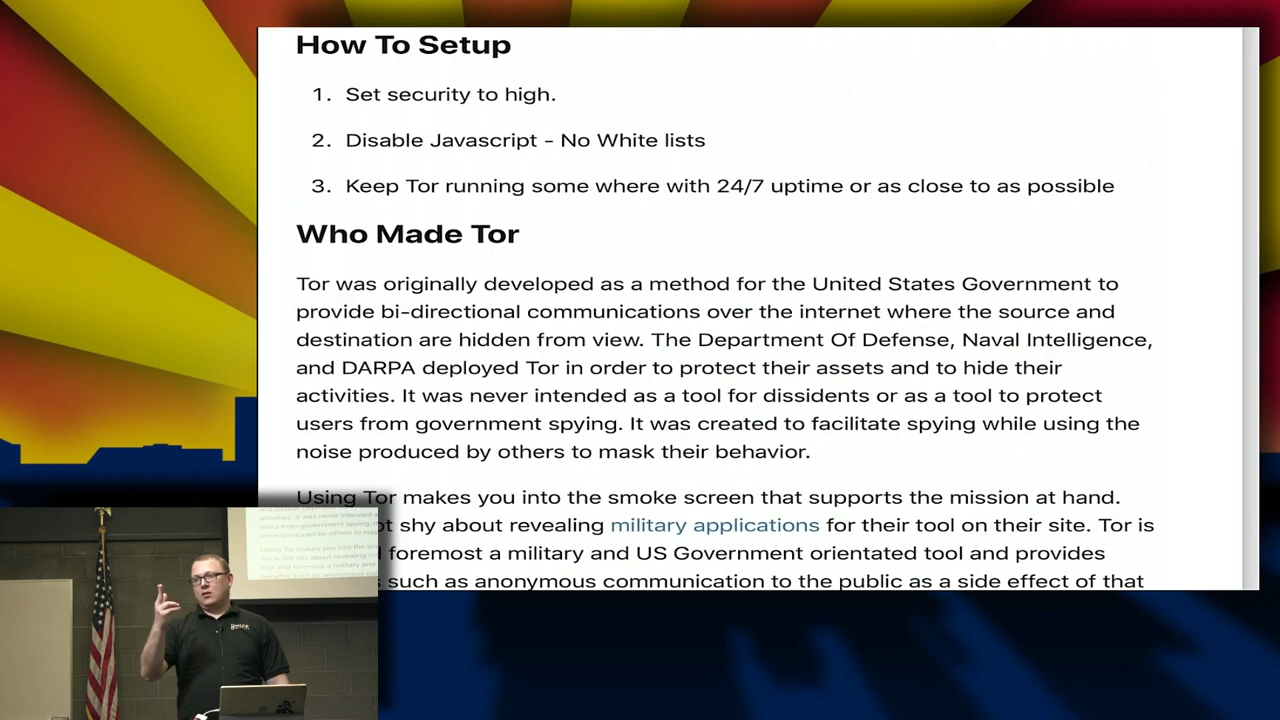 How To Setup
1. Set security to high.
2. Disable Javascript - No White lists
3. Keep Tor running some where with 24/7 uptime or as close to as possible
Who Made Tor
Tor was originally developed as a method for the United States Government to
provide bi-directional communications over the internet where the source and
destination are hidden from view. The Department Of Defense, Naval Intelligence,
and DARPA deployed Tor in order to protect their assets and to hide their
activities. It was never intended as a tool for dissidents or as a tool to protect
users from government spying. It was created to facilitate spying while using the
noise produced by others to mask their behavior.
Using Tor makes you into the smoke screen that supports the mission at hand.
shy about revealing military applications for their tool on their site. Tor is
foremost a military and US Government orientated tool and provides
such as anonymous communication to the public as a side effect of that